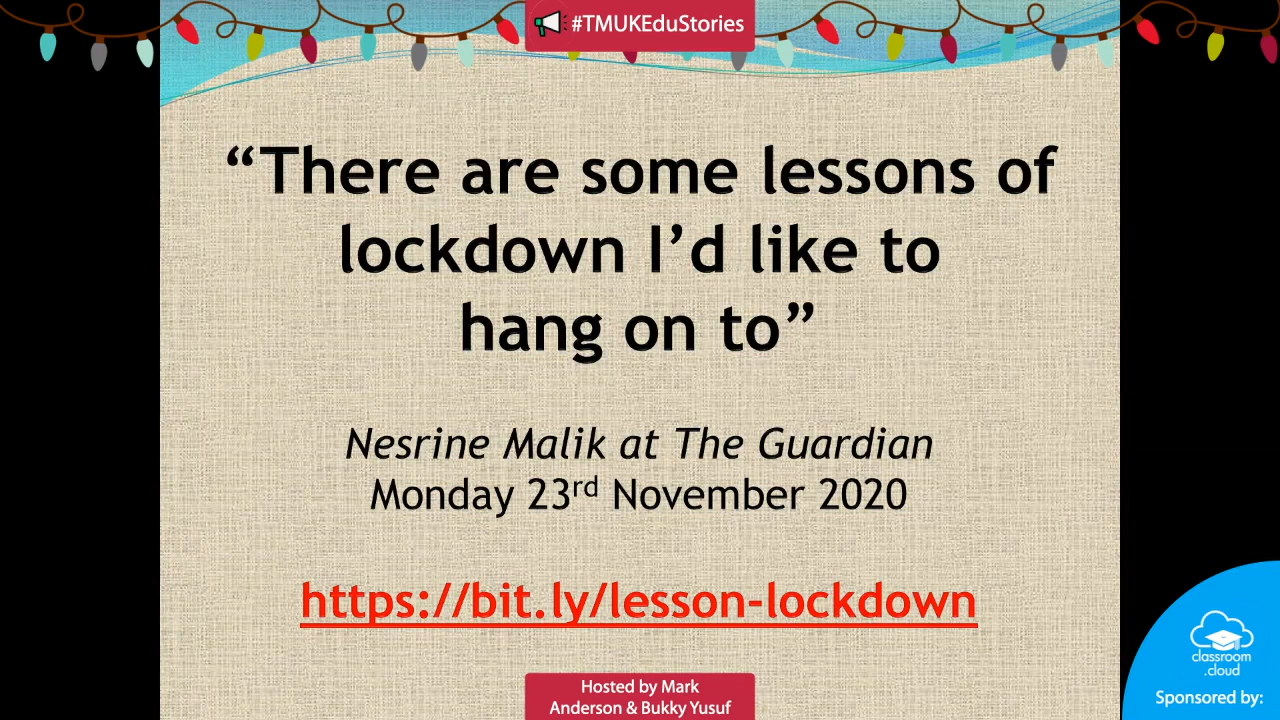 #TMUKEduStories
“There are some lessons of
lockdown I’d like to
hang on to”
Nesrine Malik at The Guardian
Monday 23rd November 2020
https://bit.ly/lesson-lockdown
classroom
.cloud
Sponsored by:
Hosted by Mark
Anderson & Bukky Yusuf